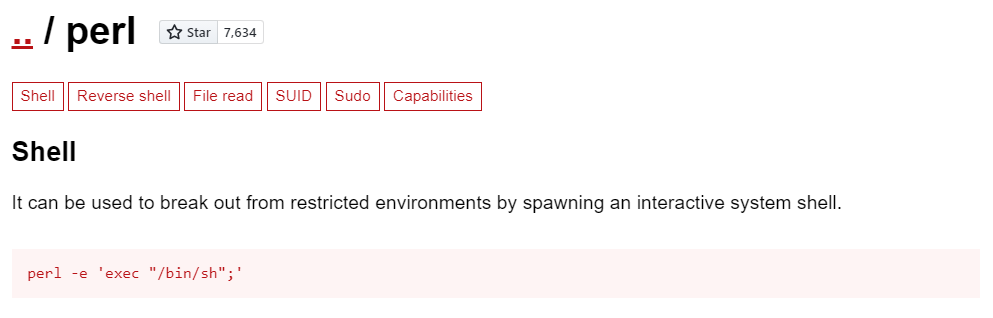 .. / perl Star 7,634
Shell Reverse shell File read SUID Sudo Capabilities
Shell
It can be used to break out from restricted environments by spawning an interactive system shell.
perl -e 'exec "/bin/sh";'